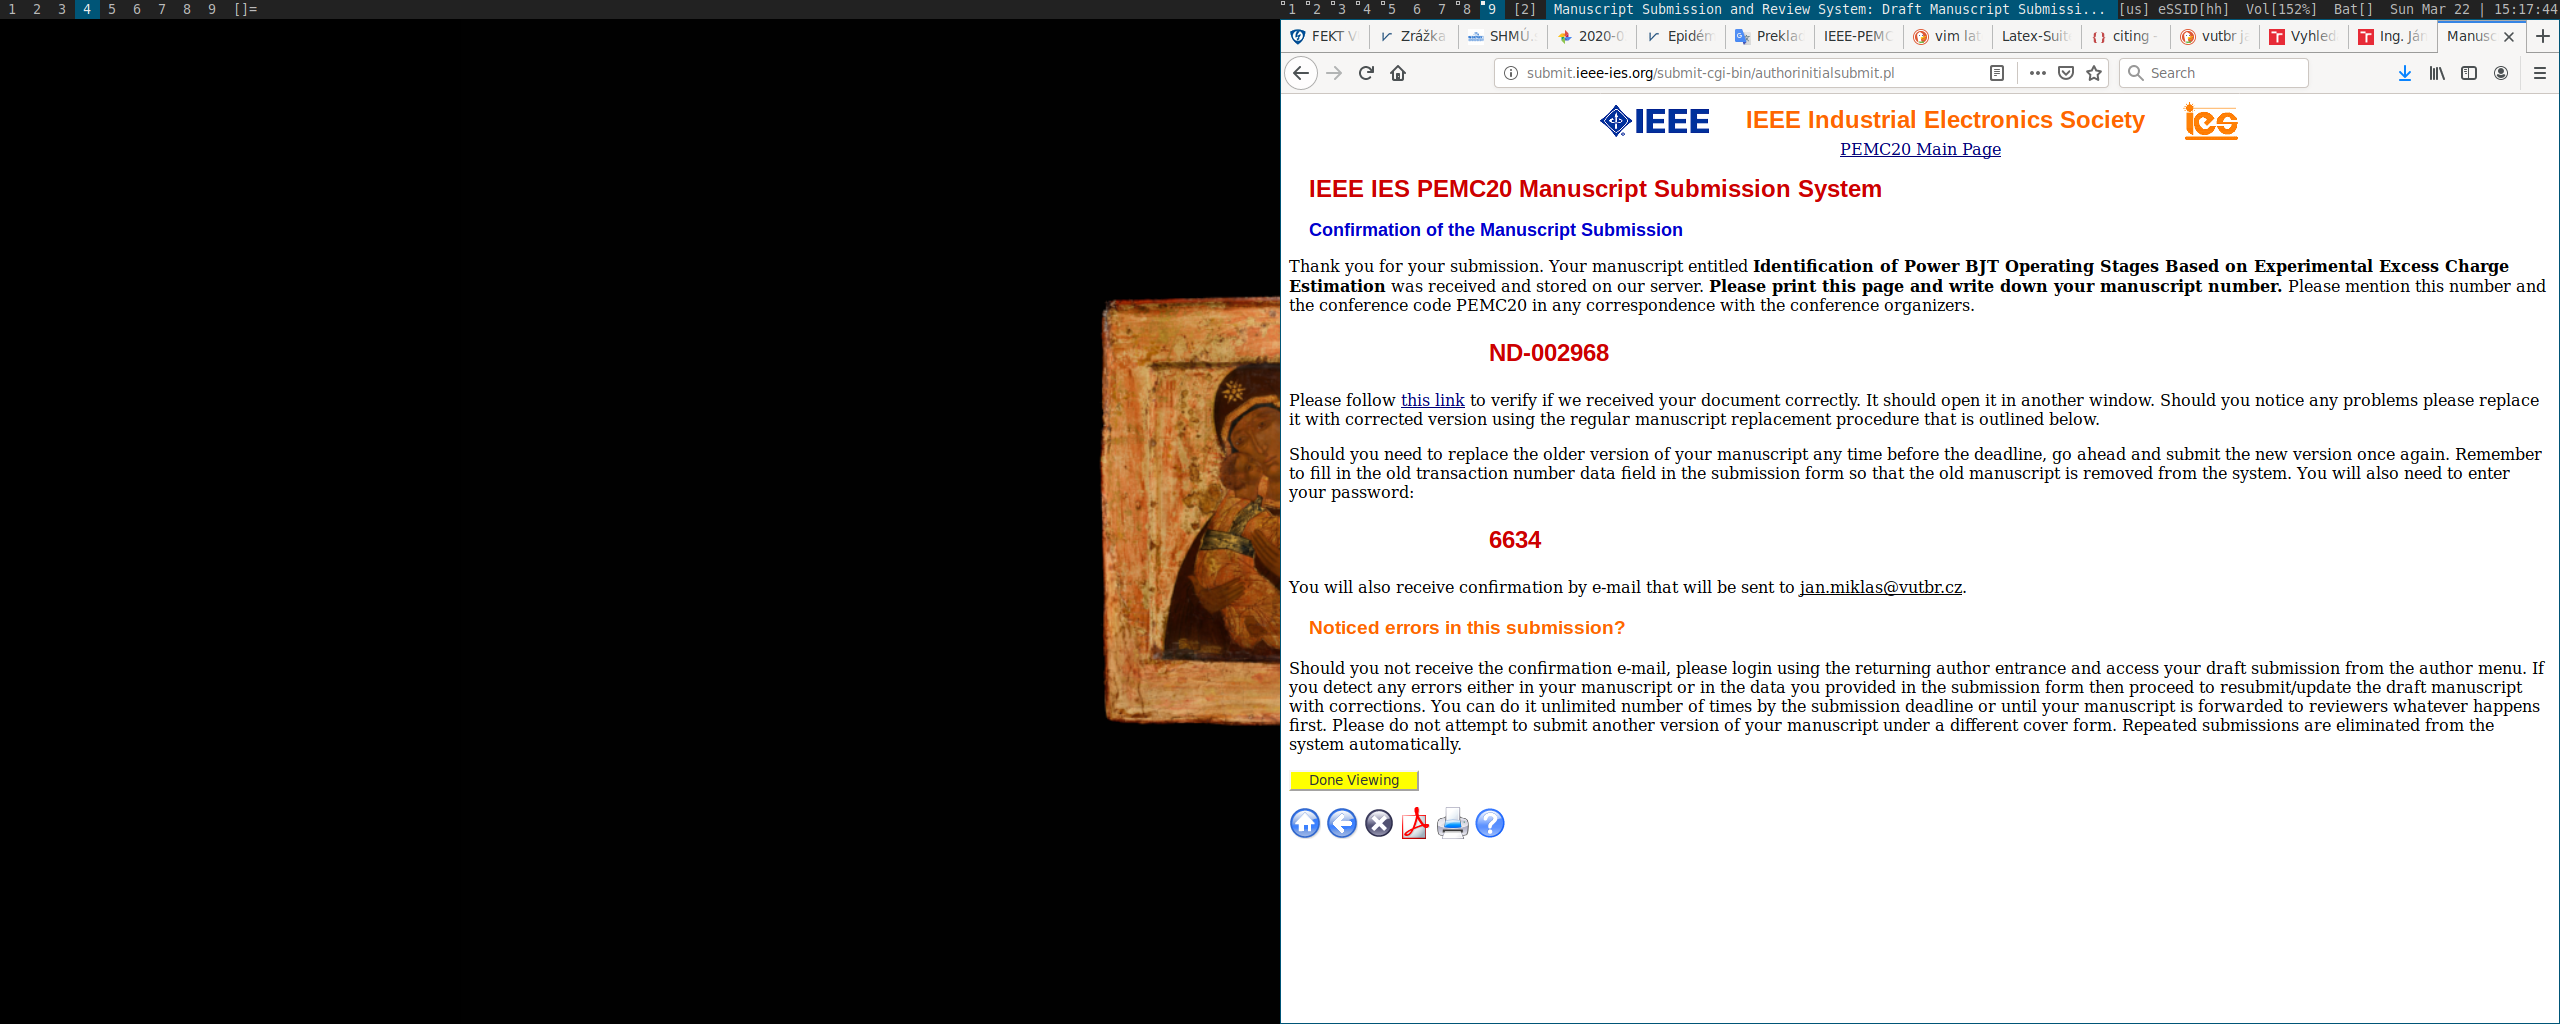 1 2 3 4 5 6 7 8 9 []=
1 2 3 4 5 6 7 8 9 [2] Manuscript Submission and Review System: Draft Manuscript Submissi... [us] eSSID[hh] Vol[152%] Bat[] Sun Mar 22 | 15:17:44
FEKT V Zrážka SHMÚ. 2020-0 Epidém Preklad IEEE-PEMC vim lat Latex-Suit citing - vutbr já Vyhled Ing. Ján Manusc
submit.ieee-ies.org/submit-cgi-bin/authorinitialsubmit.pl Search
IEEE IEEE Industrial Electronics Society ies
PEMC20 Main Page
IEEE IES PEMC20 Manuscript Submission System
Confirmation of the Manuscript Submission
Thank you for your submission. Your manuscript entitled Identification of Power BJT Operating Stages Based on Experimental Excess Charge
Estimation was received and stored on our server. Please print this page and write down your manuscript number. Please mention this number and
the conference code PEMC20 in any correspondence with the conference organizers.
ND-002968
Please follow this link to verify if we received your document correctly. It should open it in another window. Should you notice any problems please replace
it with corrected version using the regular manuscript replacement procedure that is outlined below.
Should you need to replace the older version of your manuscript any time before the deadline, go ahead and submit the new version once again. Remember
to fill in the old transaction number data field in the submission form so that the old manuscript is removed from the system. You will also need to enter
your password:
6634
You will also receive confirmation by e-mail that will be sent to jan.miklas@vutbr.cz.
Noticed errors in this submission?
Should you not receive the confirmation e-mail, please login using the returning author entrance and access your draft submission from the author menu. If
you detect any errors either in your manuscript or in the data you provided in the submission form then proceed to resubmit/update the draft manuscript
with corrections. You can do it unlimited number of times by the submission deadline or until your manuscript is forwarded to reviewers whatever happens
first. Please do not attempt to submit another version of your manuscript under a different cover form. Repeated submissions are eliminated from the
system automatically.
Done Viewing